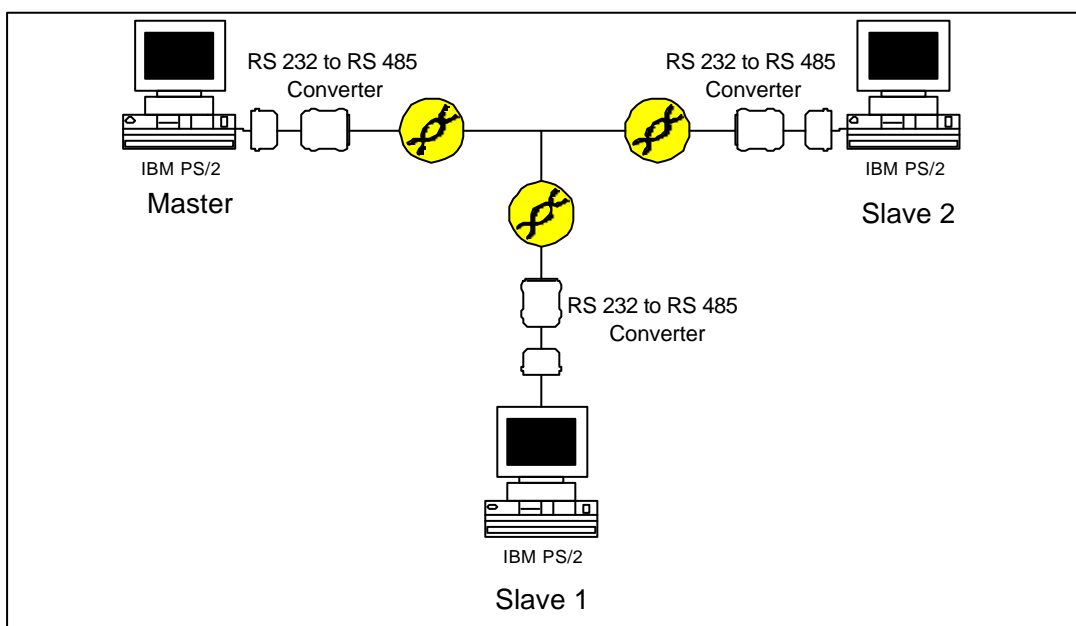 RS 232 to RS 485
Converter
IBM PS/2
Master
RS 232 to RS 485
Converter
IBM PS/2
Slave 2
RS 232 to RS 485
Converter
IBM PS/2
Slave 1